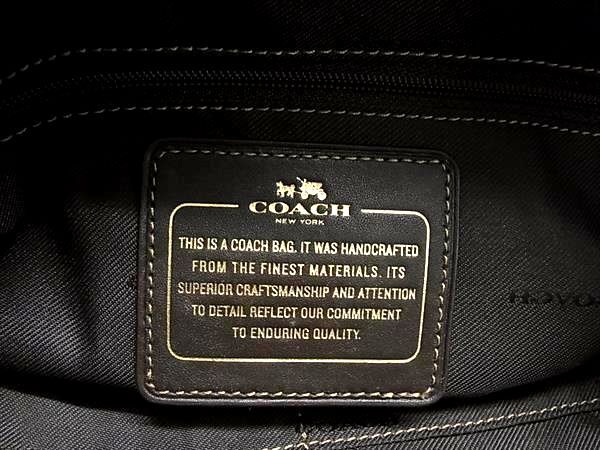 COACH
NEW YORK
THIS IS A COACH BAG. IT WAS HANDCRAFTED
FROM THE FINEST MATERIALS. ITS
SUPERIOR CRAFTSMANSHIP AND ATTENTION
TO DETAIL REFLECT OUR COMMITMENT
TO ENDURING QUALITY.
COACH